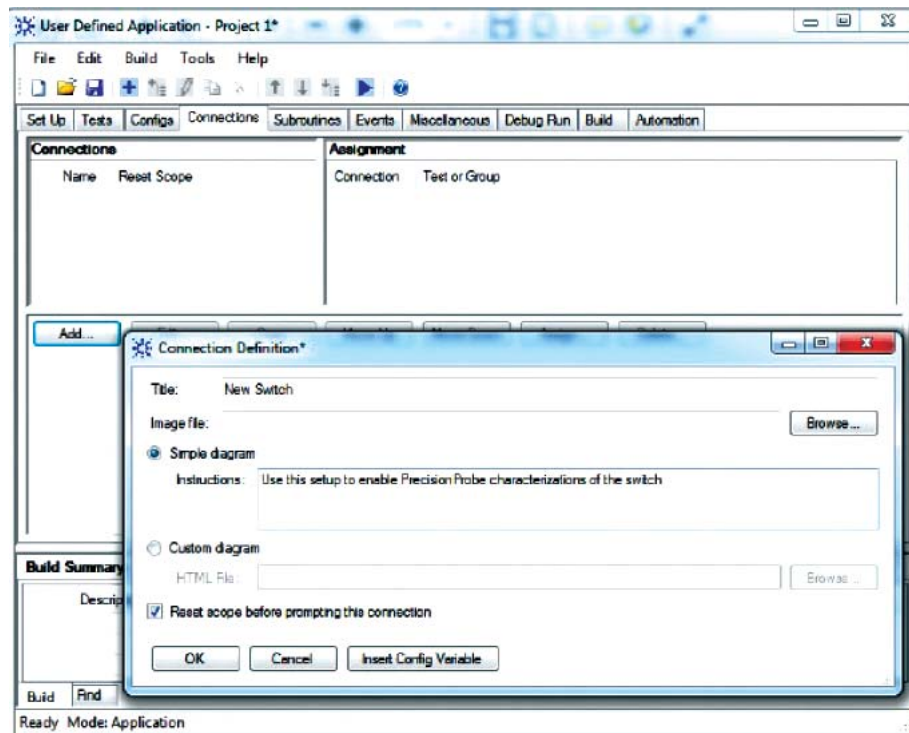 User Defined Application - Project 1*
File Edit Build Tools Help
Set Up Tests Configs Connections Subroutines Events Miscellaneous Debug Run Build Automation
Connections Assignment
Name Reset Scope Connection Test or Group
Add...
Connection Definition*
Title: New Switch
Image file: Browse...
Simple diagram
Instructions: Use this setup to enable Precision Probe characterizations of the switch
Custom diagram
HTML File: Browse...
Reset scope before prompting this connection
OK Cancel Insert Config Variable
Build Summary
Descrip
Build Find
Ready Mode: Application